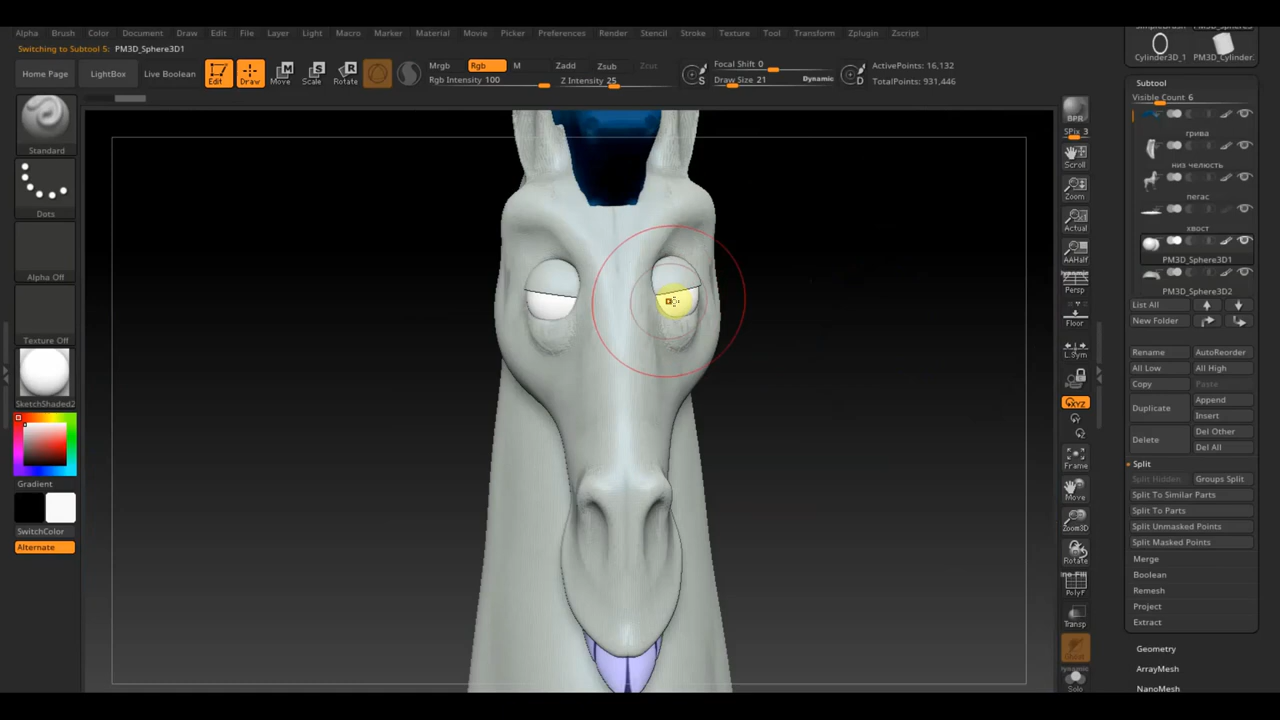 Alpha Brush Color Document Draw Edit File Layer Light Macro Marker Material Movie Picker Preferences Render Stencil Stroke Texture Tool Transform Zplugin Zscript
Switching to Subtool 5: PM3D_Sphere3D1
Home Page
LightBox
Live Boolean
Edit
Draw
Move
Scale
Rotate
Mrgb
Rgb
M
Zadd
Zsub
Zcut
Rgb Intensity 100
Z Intensity 25
Focal Shift 0
Draw Size 21
Dynamic
S
D
ActivePoints: 16,132
TotalPoints: 931,446
Standard
Dots
Alpha Off
Texture Off
SketchShaded2
Gradient
SwitchColor
Alternate
BPR
SPix 3
Scroll
Zoom
Actual
AAHalf
Dynamic
Persp
Floor
L.Sym
XYZ
Frame
Move
Zoom3D
Rotate
Line Fill
PolyF
Transp
Ghost
Dynamic
Solo
Cylinder3D_1
PM3D_Cylinder.
Subtool
Visible Count 6
грива
низ челюсть
пегас
хвост
PM3D_Sphere3D1
PM3D_Sphere3D2
List All
New Folder
Rename
AutoReorder
All Low
All High
Copy
Paste
Duplicate
Append
Insert
Delete
Del Other
Del All
Split
Split Hidden
Groups Split
Split To Similar Parts
Split To Parts
Split Unmasked Points
Split Masked Points
Merge
Boolean
Remesh
Project
Extract
Geometry
ArrayMesh
NanoMesh